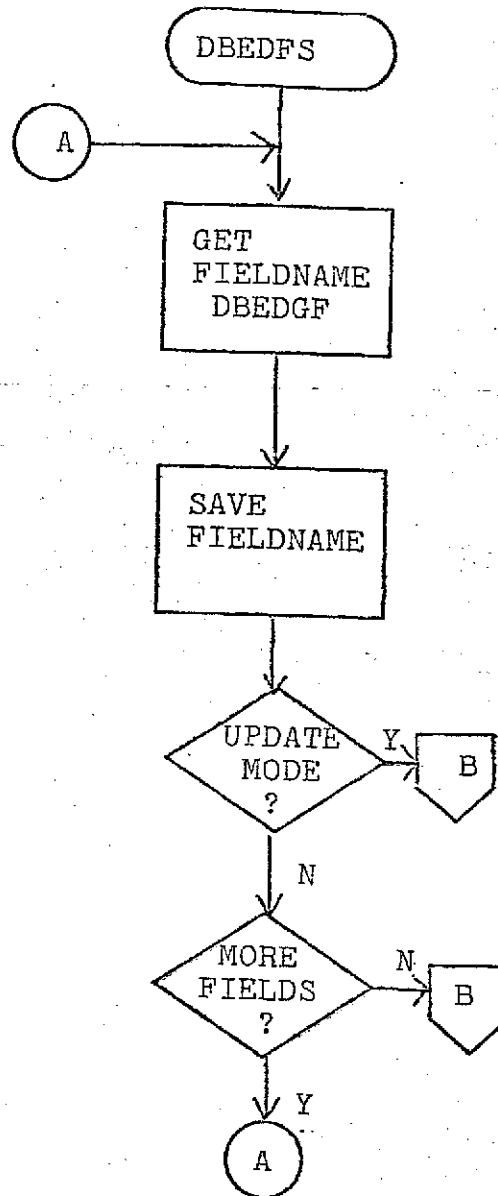 DBEDFS
A
GET
FIELDNAME
DBEDGF
SAVE
FIELDNAME
UPDATE
MODE
?
Y
B
N
MORE
FIELDS
?
N
B
Y
A